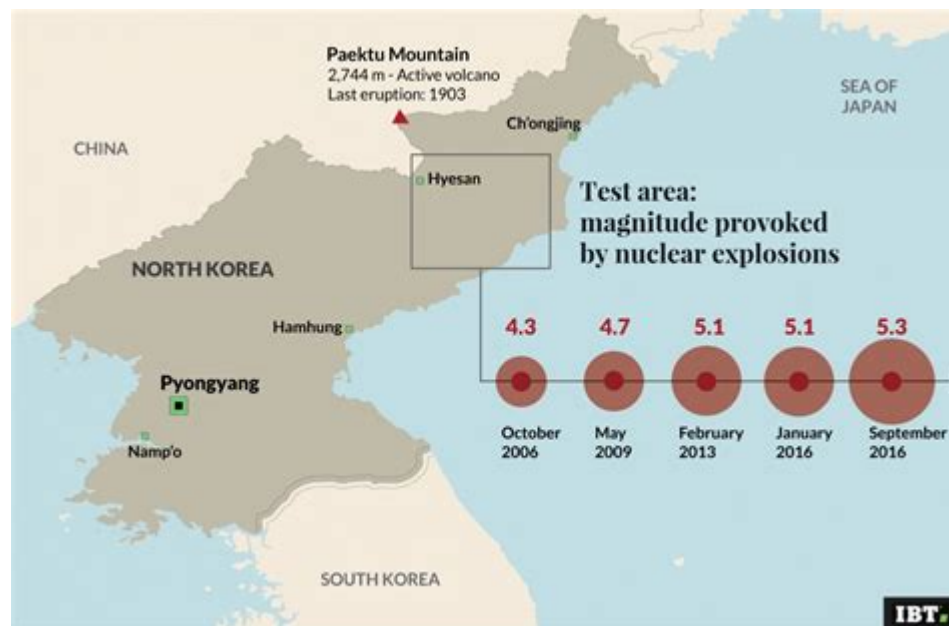 Paektu Mountain
2,744 m - Active volcano
Last eruption: 1903
SEA OF
JAPAN
CHINA
Ch'ongjing
Hyesan
Test area:
magnitude provoked
by nuclear explosions
NORTH KOREA
Hamhung
4.3
4.7
5.1
5.1
5.3
Pyongyang
Namp'o
October
2006
May
2009
February
2013
January
2016
September
2016
SOUTH KOREA
IBT